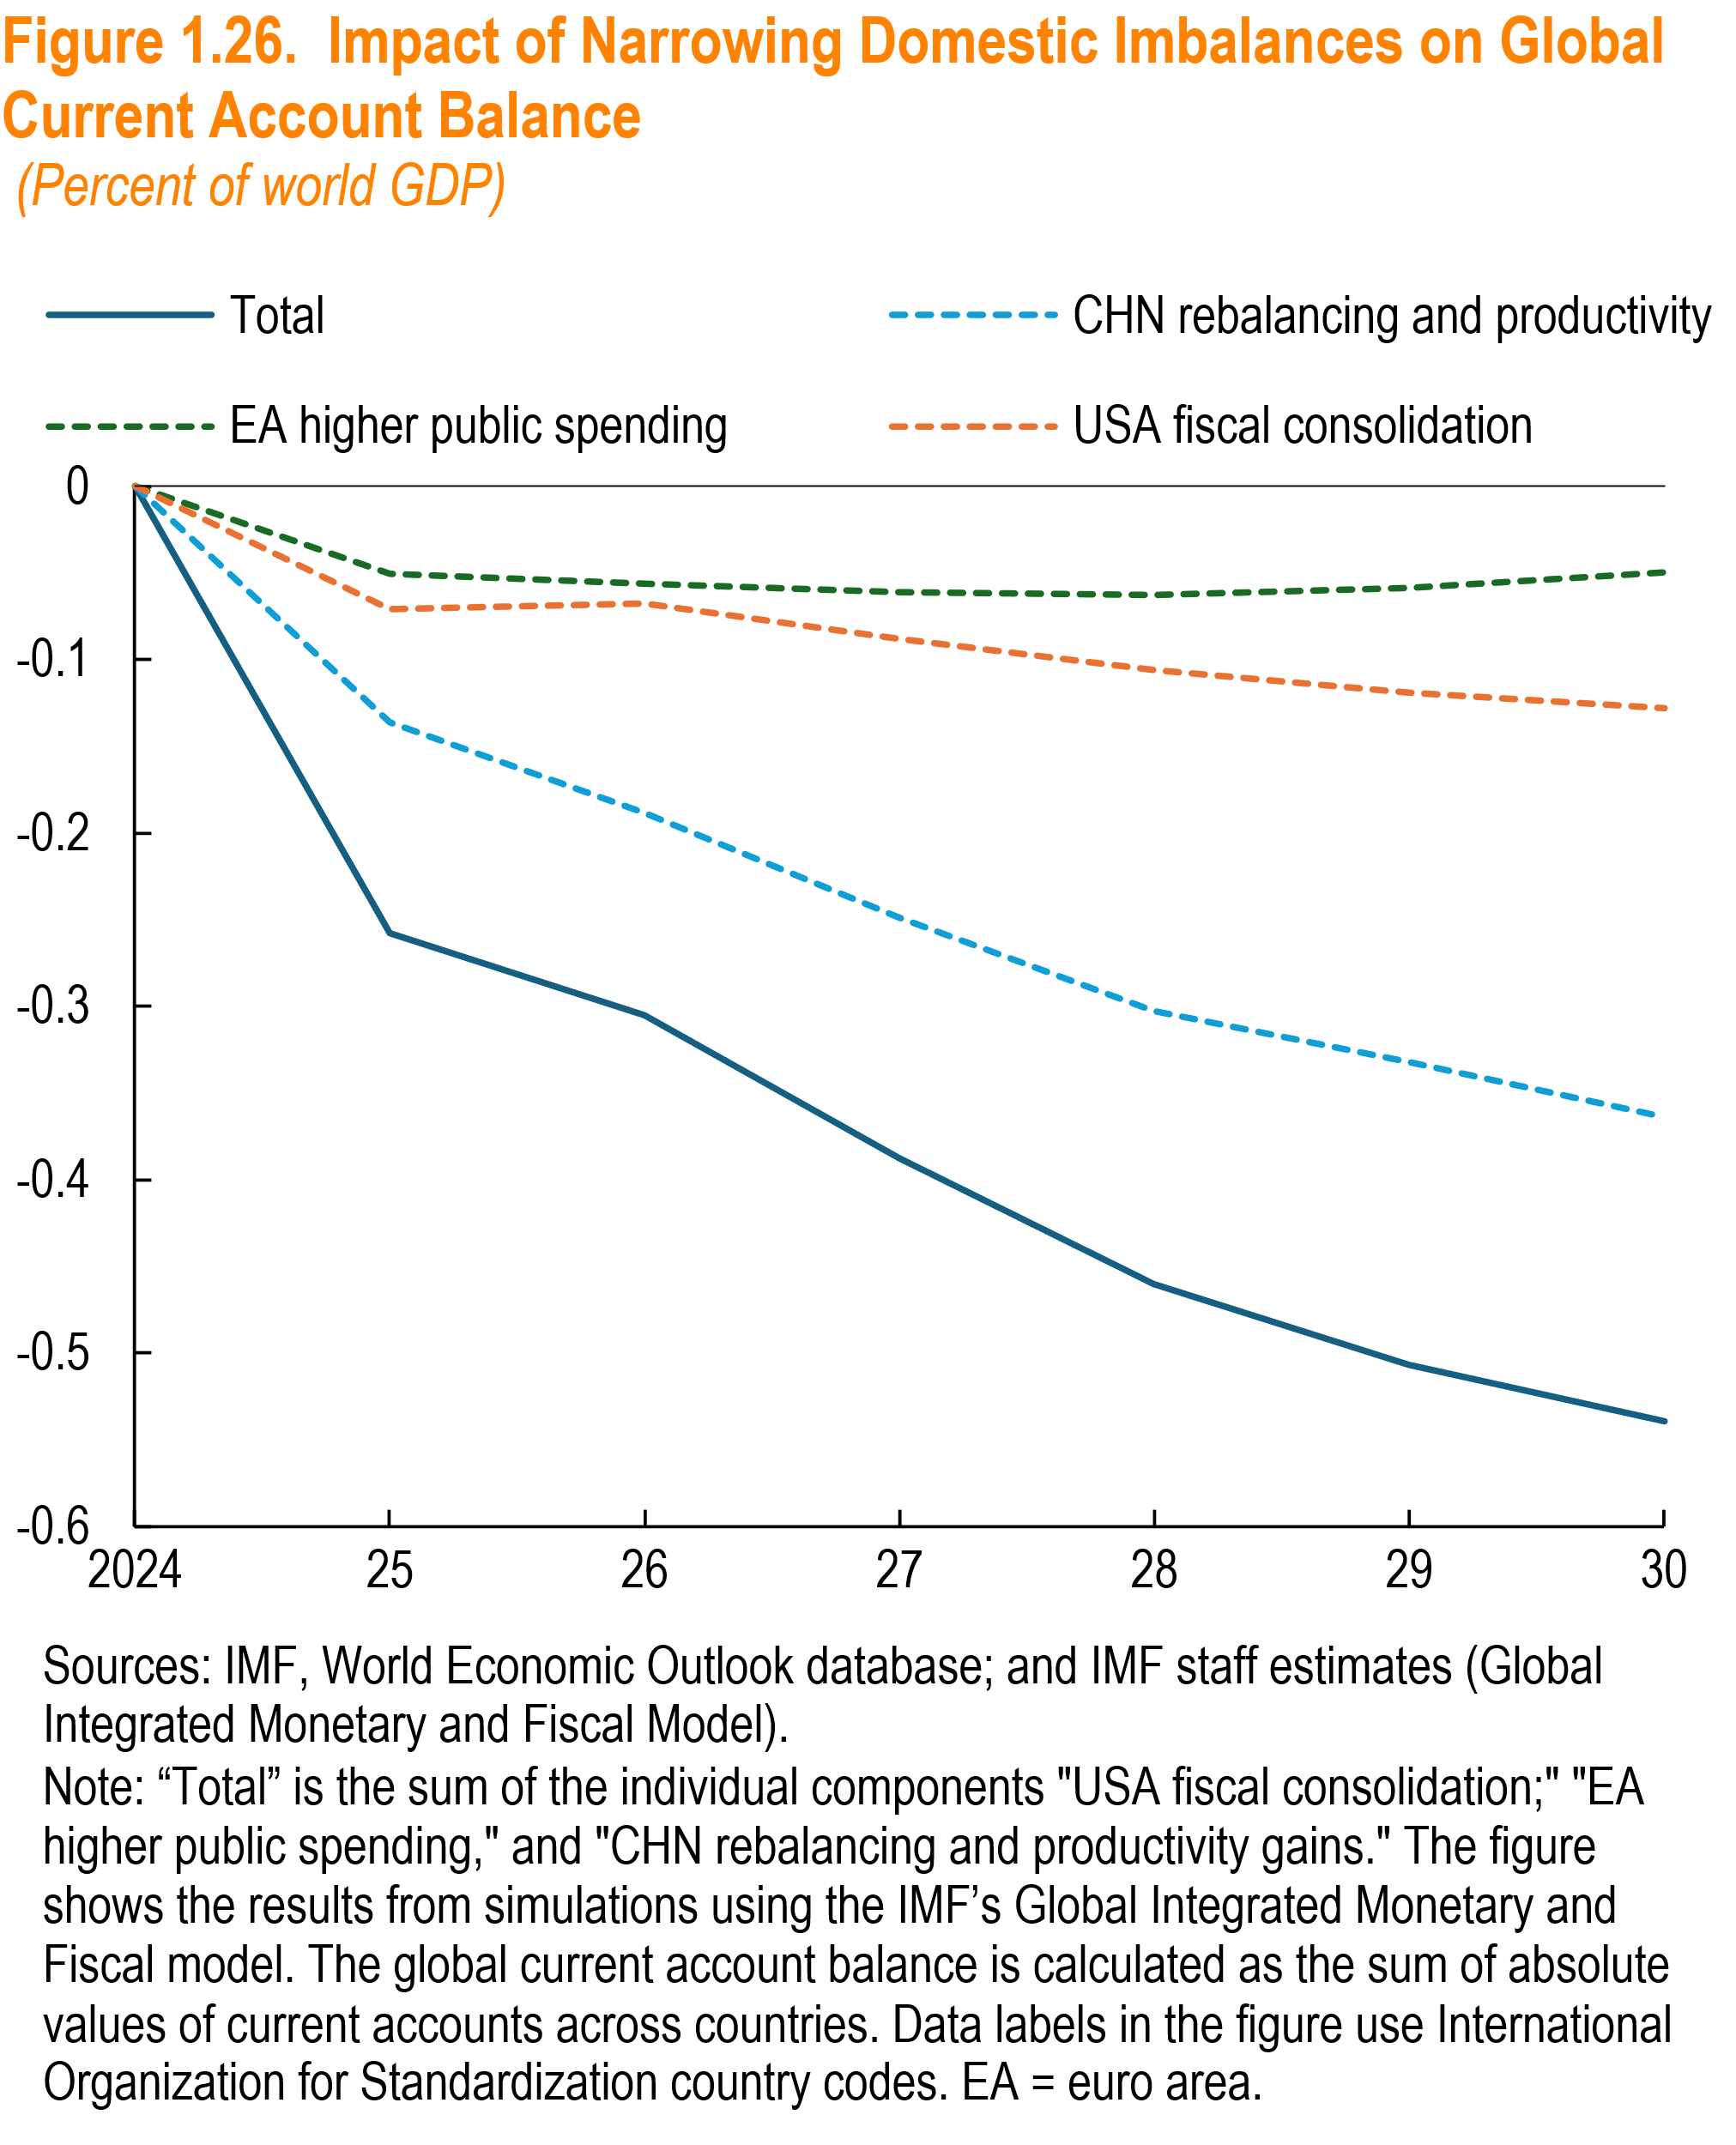 Figure 1.26.  Impact of Narrowing Domestic Imbalances on Global
Current Account Balance
(Percent of world GDP)
Total
CHN rebalancing and productivity
EA higher public spending
USA fiscal consolidation
0
-0.1
-0.2
-0.3
-0.4
-0.5
-0.6
2024 25 26 27 28 29 30
Sources: IMF, World Economic Outlook database; and IMF staff estimates (Global
Integrated Monetary and Fiscal Model).
Note: “Total” is the sum of the individual components "USA fiscal consolidation;" "EA
higher public spending," and "CHN rebalancing and productivity gains." The figure
shows the results from simulations using the IMF’s Global Integrated Monetary and
Fiscal model. The global current account balance is calculated as the sum of absolute
values of current accounts across countries. Data labels in the figure use International
Organization for Standardization country codes. EA = euro area.